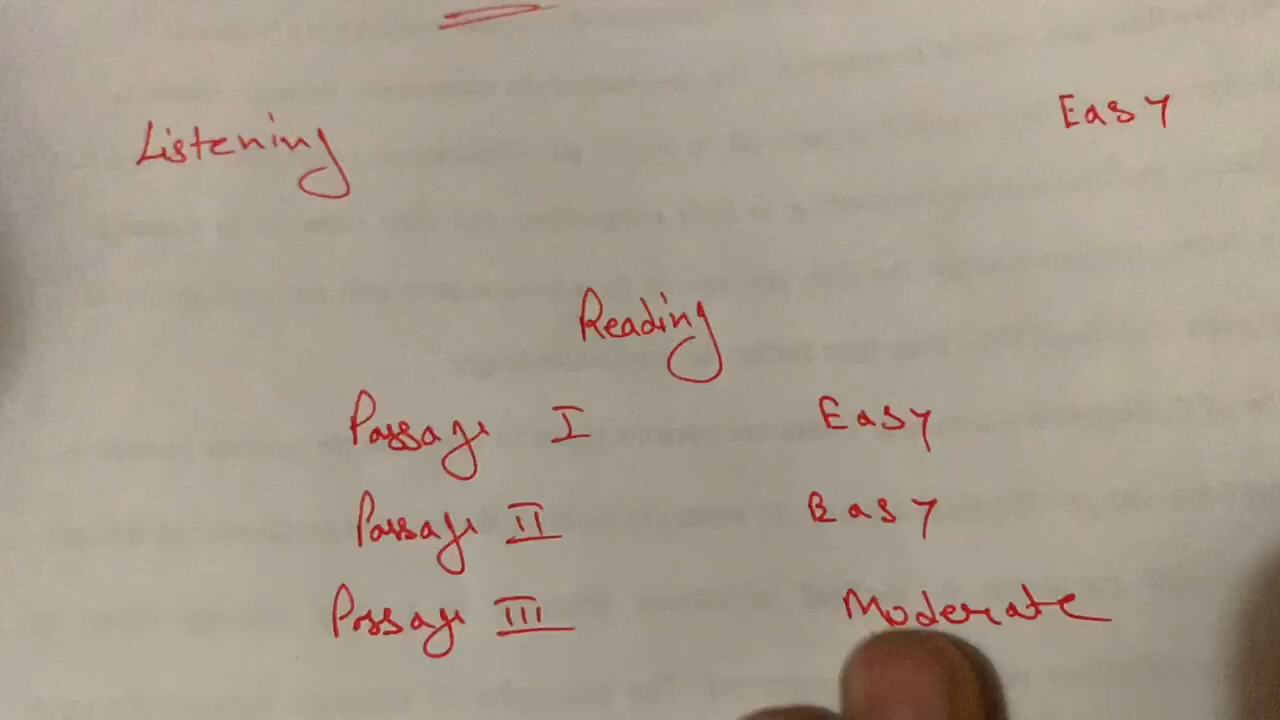 Listening Easy
Reading
Passage I Easy
Passage II Easy
Passage III Moderate